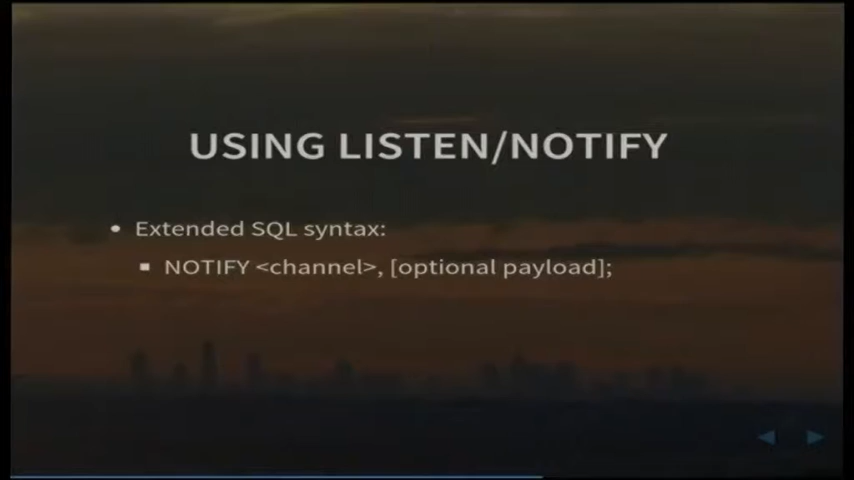 USING LISTEN/NOTIFY
Extended SQL syntax:
NOTIFY <channel>, [optional payload];